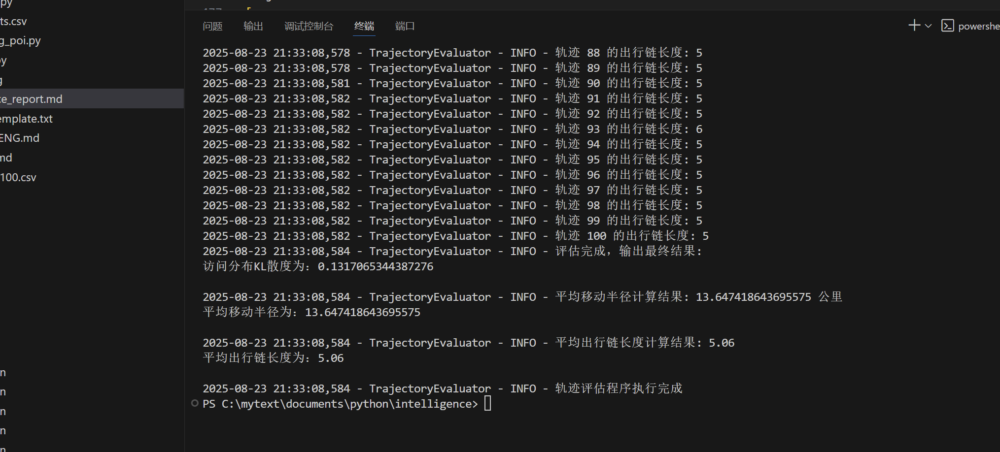 py
ts.csv
g_poi.py
py
g
ce_report.md
emplate.txt
ENG.md
md
100.csv
n
n
n
n
n
问题 输出 调试控制台 终端 端口
powershe
2025-08-23 21:33:08,578 - TrajectoryEvaluator - INFO - 轨迹 88 的出行链长度: 5
2025-08-23 21:33:08,578 - TrajectoryEvaluator - INFO - 轨迹 89 的出行链长度: 5
2025-08-23 21:33:08,581 - TrajectoryEvaluator - INFO - 轨迹 90 的出行链长度: 5
2025-08-23 21:33:08,582 - TrajectoryEvaluator - INFO - 轨迹 91 的出行链长度: 5
2025-08-23 21:33:08,582 - TrajectoryEvaluator - INFO - 轨迹 92 的出行链长度: 5
2025-08-23 21:33:08,582 - TrajectoryEvaluator - INFO - 轨迹 93 的出行链长度: 6
2025-08-23 21:33:08,582 - TrajectoryEvaluator - INFO - 轨迹 94 的出行链长度: 5
2025-08-23 21:33:08,582 - TrajectoryEvaluator - INFO - 轨迹 95 的出行链长度: 5
2025-08-23 21:33:08,582 - TrajectoryEvaluator - INFO - 轨迹 96 的出行链长度: 5
2025-08-23 21:33:08,582 - TrajectoryEvaluator - INFO - 轨迹 97 的出行链长度: 5
2025-08-23 21:33:08,582 - TrajectoryEvaluator - INFO - 轨迹 98 的出行链长度: 5
2025-08-23 21:33:08,582 - TrajectoryEvaluator - INFO - 轨迹 99 的出行链长度: 5
2025-08-23 21:33:08,582 - TrajectoryEvaluator - INFO - 轨迹 100 的出行链长度: 5
2025-08-23 21:33:08,584 - TrajectoryEvaluator - INFO - 评估完成，输出最终结果:
访问分布KL散度为：0.1317065344387276
2025-08-23 21:33:08,584 - TrajectoryEvaluator - INFO - 平均移动半径计算结果: 13.647418643695575 公里
平均移动半径为：13.647418643695575
2025-08-23 21:33:08,584 - TrajectoryEvaluator - INFO - 平均出行链长度计算结果: 5.06
平均出行链长度为：5.06
2025-08-23 21:33:08,584 - TrajectoryEvaluator - INFO - 轨迹评估程序执行完成
PS C:\mytext\documents\python\intelligence>